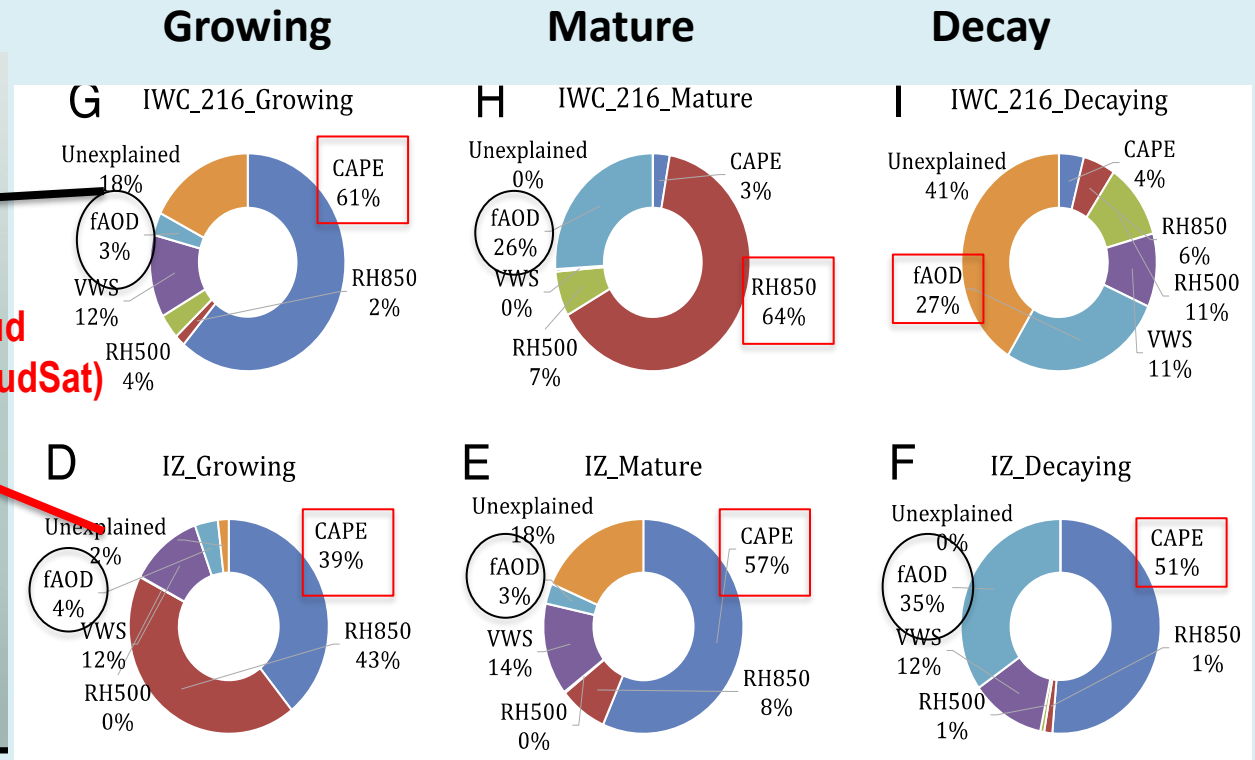 Growing Mature Decay
G IWC_216_Growing
Unexplained
18%
CAPE
61%
fAOD
3%
RH850
2%
VWS
12%
RH500
4%
H IWC_216_Mature
Unexplained
0%
CAPE
3%
fAOD
26%
VWS
0%
RH850
64%
RH500
7%
I IWC_216_Decaying
Unexplained
41%
CAPE
4%
RH850
6%
fAOD
27%
RH500
11%
VWS
11%
ud
udSat)
D IZ_Growing
Unexplained
2%
CAPE
39%
fAOD
4%
VWS
12%
RH850
43%
RH500
0%
E IZ_Mature
Unexplained
18%
CAPE
57%
fAOD
3%
VWS
14%
RH850
8%
RH500
0%
F IZ_Decaying
Unexplained
0%
CAPE
51%
fAOD
35%
VWS
12%
RH850
1%
RH500
1%